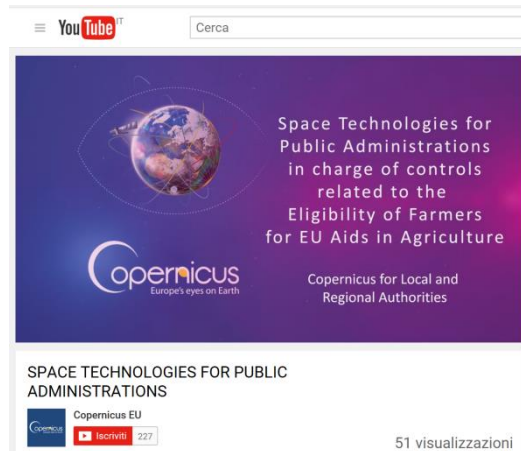 YouTube IT
Cerca
Space Technologies for
Public Administrations
in charge of controls
related to the
Eligibility of Farmers
for EU Aids in Agriculture
Copernicus
Europe's eyes on Earth
Copernicus for Local and
Regional Authorities
SPACE TECHNOLOGIES FOR PUBLIC
ADMINISTRATIONS
Copernicus
Copernicus EU
Iscriviti 227
51 visualizzazioni